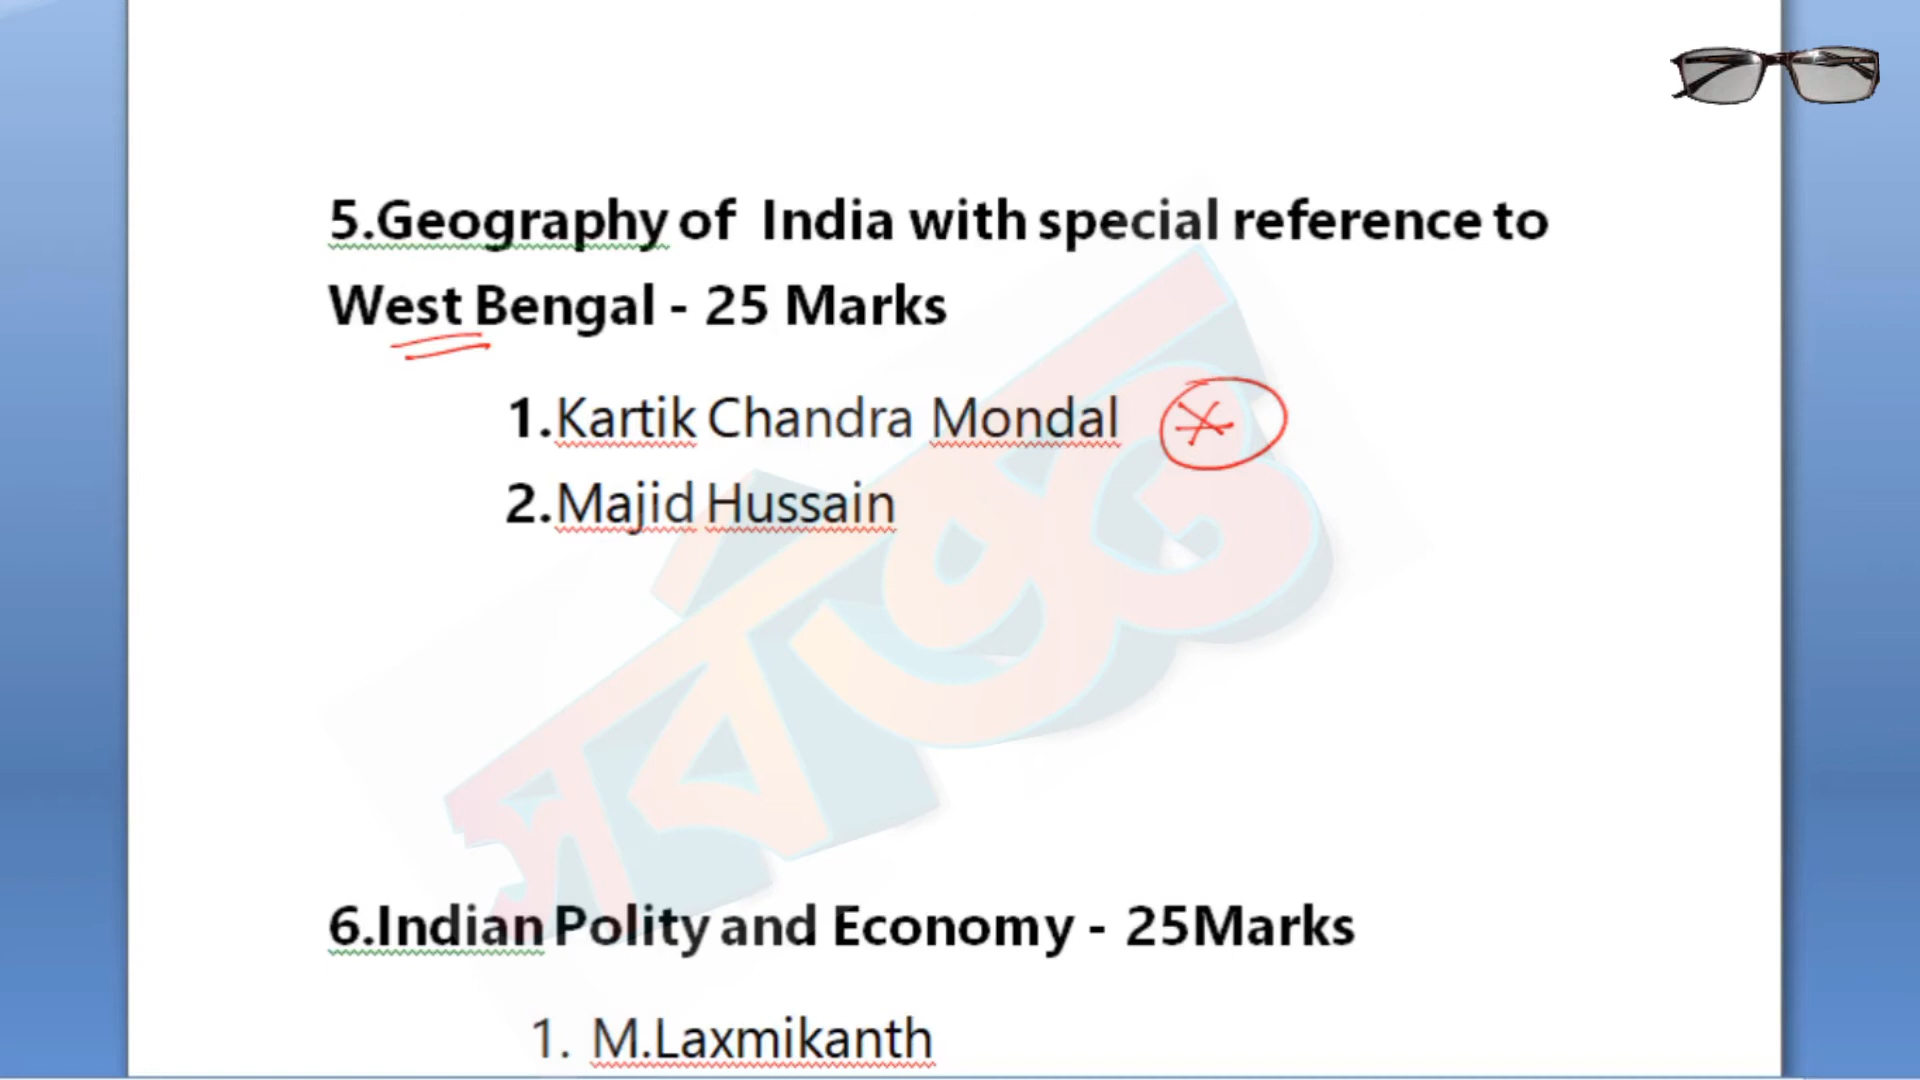 5.Geography of India with special reference to
West Bengal - 25 Marks
1.Kartik Chandra Mondal
2.Majid Hussain
6.Indian Polity and Economy - 25Marks
1. M.Laxmikanth